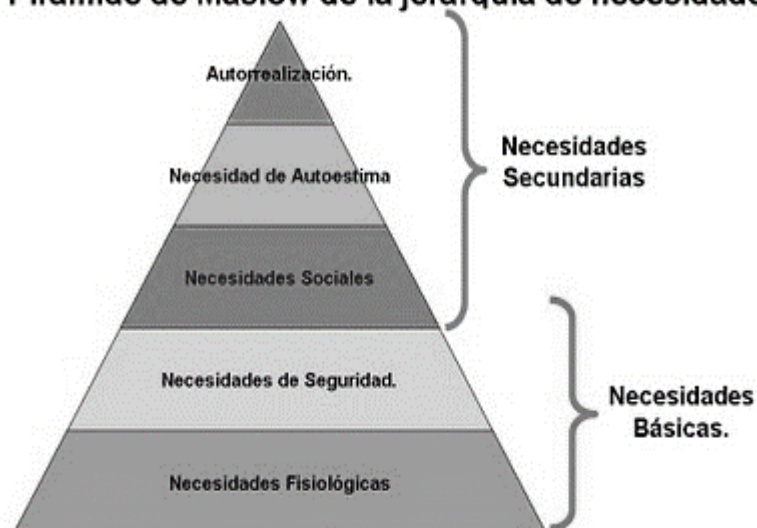 Pirámide de Maslow de la jerarquía de necesidade
Autorrealización.
Necesidad de Autoestima
Necesidades Sociales
Necesidades de Seguridad.
Necesidades Fisiológicas
Necesidades
Secundarias
Necesidades
Básicas.